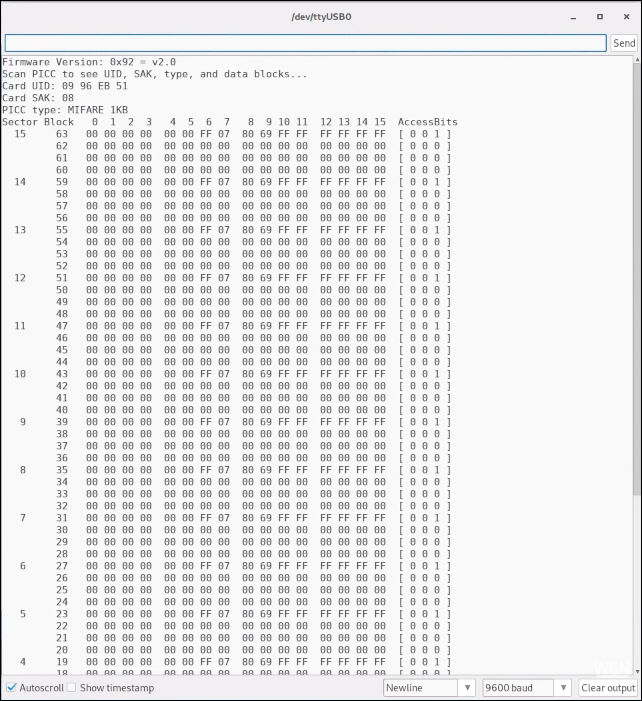 /dev/ttyUSB0
Send
Firmware Version: 0x92 = v2.0
Scan PICC to see UID, SAK, type, and data blocks...
Card UID: 09 96 EB 51
Card SAK: 08
PICC type: MIFARE 1KB
Sector Block 0 1 2 3 4 5 6 7 8 9 10 11 12 13 14 15 AccessBits
15 63 00 00 00 00 00 00 FF 07 80 69 FF FF FF FF FF FF [ 0 0 1 ]
62 00 00 00 00 00 00 00 00 00 00 00 00 00 00 00 00 [ 0 0 0 ]
61 00 00 00 00 00 00 00 00 00 00 00 00 00 00 00 00 [ 0 0 0 ]
60 00 00 00 00 00 00 00 00 00 00 00 00 00 00 00 00 [ 0 0 0 ]
14 59 00 00 00 00 00 00 FF 07 80 69 FF FF FF FF FF FF [ 0 0 1 ]
58 00 00 00 00 00 00 00 00 00 00 00 00 00 00 00 00 [ 0 0 0 ]
57 00 00 00 00 00 00 00 00 00 00 00 00 00 00 00 00 [ 0 0 0 ]
56 00 00 00 00 00 00 00 00 00 00 00 00 00 00 00 00 [ 0 0 0 ]
13 55 00 00 00 00 00 00 FF 07 80 69 FF FF FF FF FF FF [ 0 0 1 ]
54 00 00 00 00 00 00 00 00 00 00 00 00 00 00 00 00 [ 0 0 0 ]
53 00 00 00 00 00 00 00 00 00 00 00 00 00 00 00 00 [ 0 0 0 ]
52 00 00 00 00 00 00 00 00 00 00 00 00 00 00 00 00 [ 0 0 0 ]
12 51 00 00 00 00 00 00 FF 07 80 69 FF FF FF FF FF FF [ 0 0 1 ]
50 00 00 00 00 00 00 00 00 00 00 00 00 00 00 00 00 [ 0 0 0 ]
49 00 00 00 00 00 00 00 00 00 00 00 00 00 00 00 00 [ 0 0 0 ]
48 00 00 00 00 00 00 00 00 00 00 00 00 00 00 00 00 [ 0 0 0 ]
11 47 00 00 00 00 00 00 FF 07 80 69 FF FF FF FF FF FF [ 0 0 1 ]
46 00 00 00 00 00 00 00 00 00 00 00 00 00 00 00 00 [ 0 0 0 ]
45 00 00 00 00 00 00 00 00 00 00 00 00 00 00 00 00 [ 0 0 0 ]
44 00 00 00 00 00 00 00 00 00 00 00 00 00 00 00 00 [ 0 0 0 ]
10 43 00 00 00 00 00 00 FF 07 80 69 FF FF FF FF FF FF [ 0 0 1 ]
42 00 00 00 00 00 00 00 00 00 00 00 00 00 00 00 00 [ 0 0 0 ]
41 00 00 00 00 00 00 00 00 00 00 00 00 00 00 00 00 [ 0 0 0 ]
40 00 00 00 00 00 00 00 00 00 00 00 00 00 00 00 00 [ 0 0 0 ]
9 39 00 00 00 00 00 00 FF 07 80 69 FF FF FF FF FF FF [ 0 0 1 ]
38 00 00 00 00 00 00 00 00 00 00 00 00 00 00 00 00 [ 0 0 0 ]
37 00 00 00 00 00 00 00 00 00 00 00 00 00 00 00 00 [ 0 0 0 ]
36 00 00 00 00 00 00 00 00 00 00 00 00 00 00 00 00 [ 0 0 0 ]
8 35 00 00 00 00 00 00 FF 07 80 69 FF FF FF FF FF FF [ 0 0 1 ]
34 00 00 00 00 00 00 00 00 00 00 00 00 00 00 00 00 [ 0 0 0 ]
33 00 00 00 00 00 00 00 00 00 00 00 00 00 00 00 00 [ 0 0 0 ]
32 00 00 00 00 00 00 00 00 00 00 00 00 00 00 00 00 [ 0 0 0 ]
7 31 00 00 00 00 00 00 FF 07 80 69 FF FF FF FF FF FF [ 0 0 1 ]
30 00 00 00 00 00 00 00 00 00 00 00 00 00 00 00 00 [ 0 0 0 ]
29 00 00 00 00 00 00 00 00 00 00 00 00 00 00 00 00 [ 0 0 0 ]
28 00 00 00 00 00 00 00 00 00 00 00 00 00 00 00 00 [ 0 0 0 ]
6 27 00 00 00 00 00 00 FF 07 80 69 FF FF FF FF FF FF [ 0 0 1 ]
26 00 00 00 00 00 00 00 00 00 00 00 00 00 00 00 00 [ 0 0 0 ]
25 00 00 00 00 00 00 00 00 00 00 00 00 00 00 00 00 [ 0 0 0 ]
24 00 00 00 00 00 00 00 00 00 00 00 00 00 00 00 00 [ 0 0 0 ]
5 23 00 00 00 00 00 00 FF 07 80 69 FF FF FF FF FF FF [ 0 0 1 ]
22 00 00 00 00 00 00 00 00 00 00 00 00 00 00 00 00 [ 0 0 0 ]
21 00 00 00 00 00 00 00 00 00 00 00 00 00 00 00 00 [ 0 0 0 ]
20 00 00 00 00 00 00 00 00 00 00 00 00 00 00 00 00 [ 0 0 0 ]
4 19 00 00 00 00 00 00 FF 07 80 69 FF FF FF FF FF FF [ 0 0 1 ]
18 00 00 00 00 00 00 00 00 00 00 00 00 00 00 00 00 [ 0 0 0 ]
Autoscroll Show timestamp Newline 9600 baud Clear output